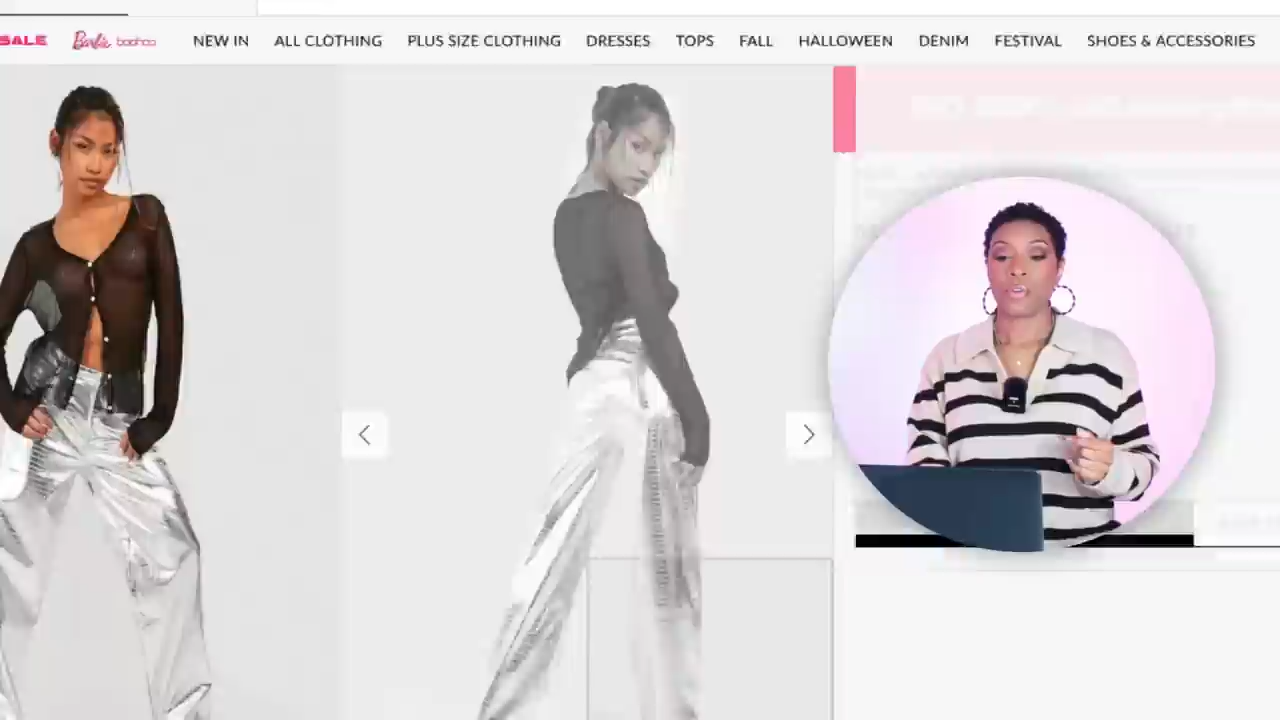 SALE Barbie boohoo NEW IN ALL CLOTHING PLUS SIZE CLOTHING DRESSES TOPS FALL HALLOWEEN DENIM FESTIVAL SHOES & ACCESSORIES